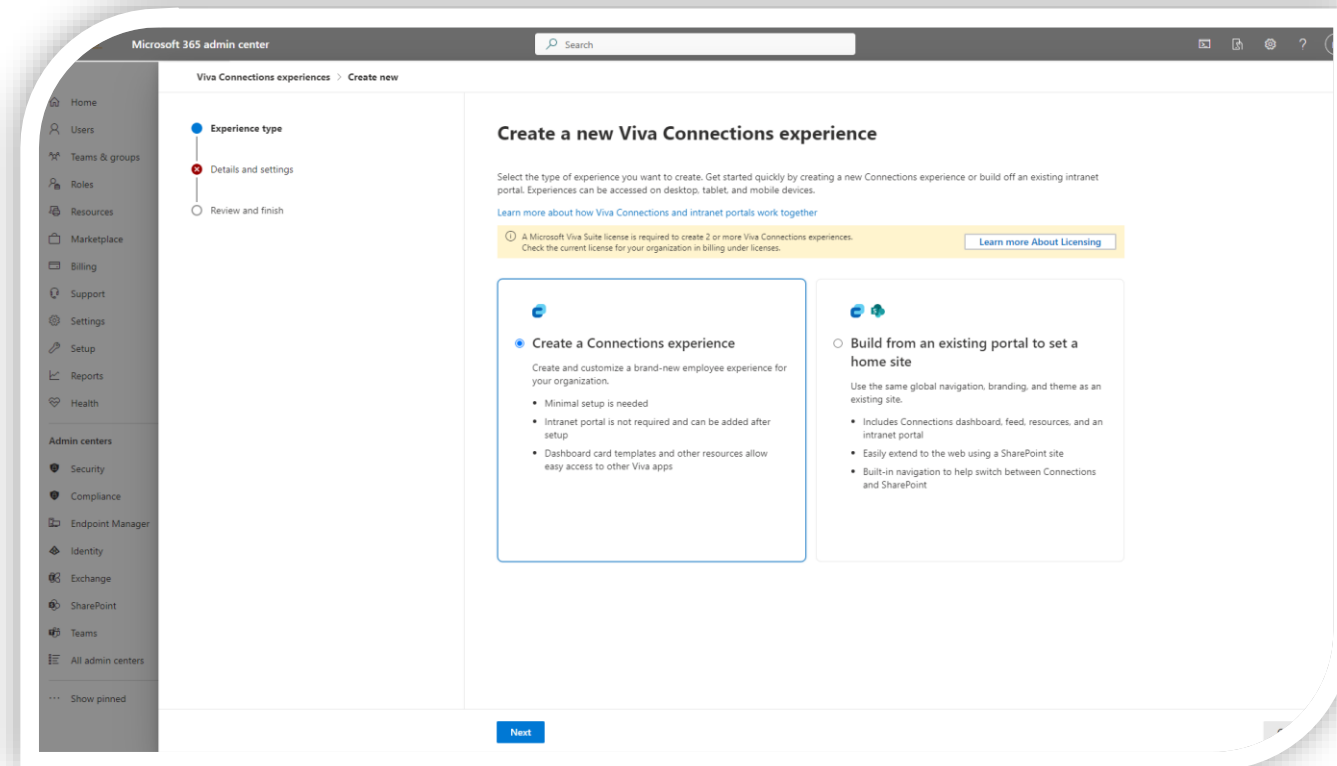 Microsoft 365 admin center
Search
?
Viva Connections experiences > Create new
Home
Users
Teams & groups
Roles
Resources
Marketplace
Billing
Support
Settings
Setup
Reports
Health
Admin centers
Security
Compliance
Endpoint Manager
Identity
Exchange
SharePoint
Teams
All admin centers
Show pinned
Experience type
Details and settings
Review and finish
Create a new Viva Connections experience
Select the type of experience you want to create. Get started quickly by creating a new Connections experience or build off an existing intranet
portal. Experiences can be accessed on desktop, tablet, and mobile devices.
Learn more about how Viva Connections and intranet portals work together
A Microsoft Viva Suite license is required to create 2 or more Viva Connections experiences.
Check the current license for your organization in billing under licenses.
Learn more About Licensing
Create a Connections experience
Create and customize a brand-new employee experience for
your organization.
• Minimal setup is needed
• Intranet portal is not required and can be added after
setup
• Dashboard card templates and other resources allow
easy access to other Viva apps
Build from an existing portal to set a
home site
Use the same global navigation, branding, and theme as an
existing site.
• Includes Connections dashboard, feed, resources, and an
intranet portal
• Easily extend to the web using a SharePoint site
• Built-in navigation to help switch between Connections
and SharePoint
Next